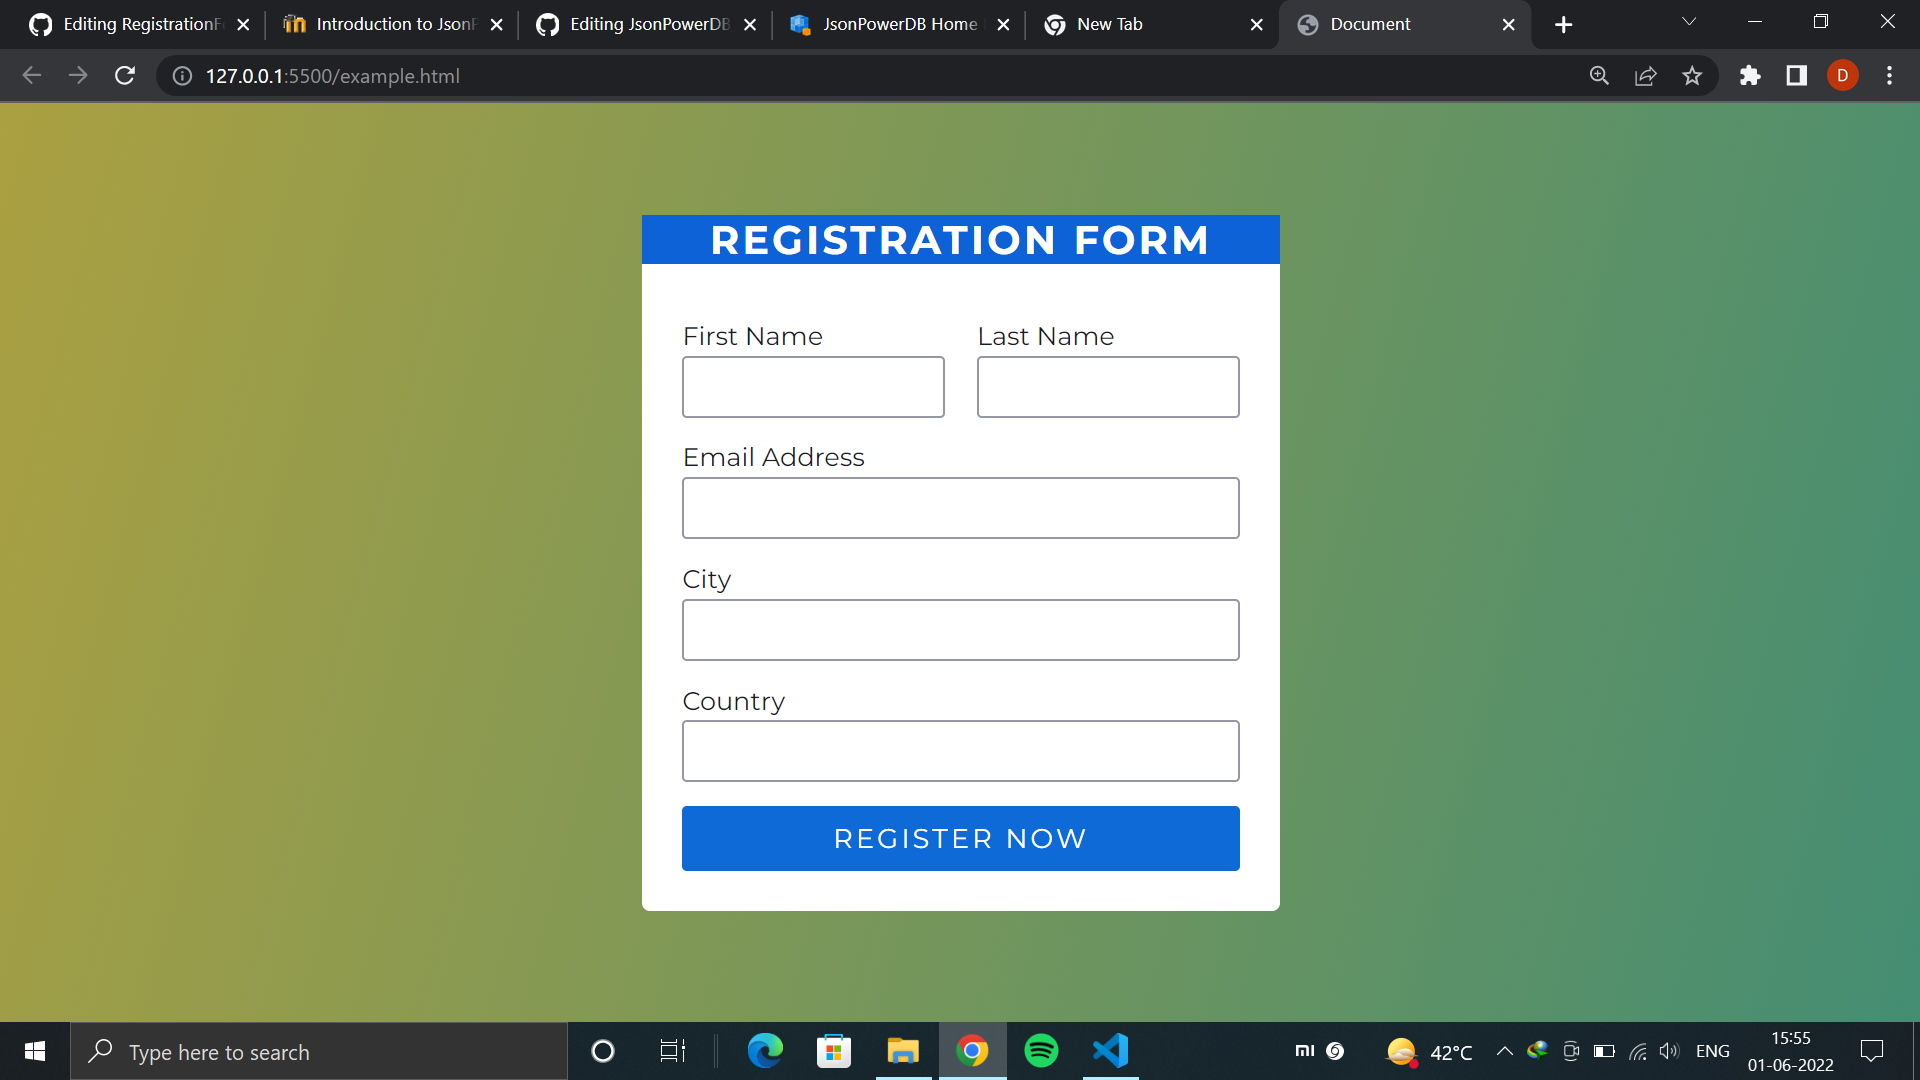 Editing RegistrationF
Introduction to JsonP
Editing JsonPowerDB
JsonPowerDB Home
New Tab
Document
127.0.0.1:5500/example.html
D
REGISTRATION FORM
First Name
Last Name
Email Address
City
Country
REGISTER NOW
Type here to search
mi
42°C
ENG
15:55
01-06-2022